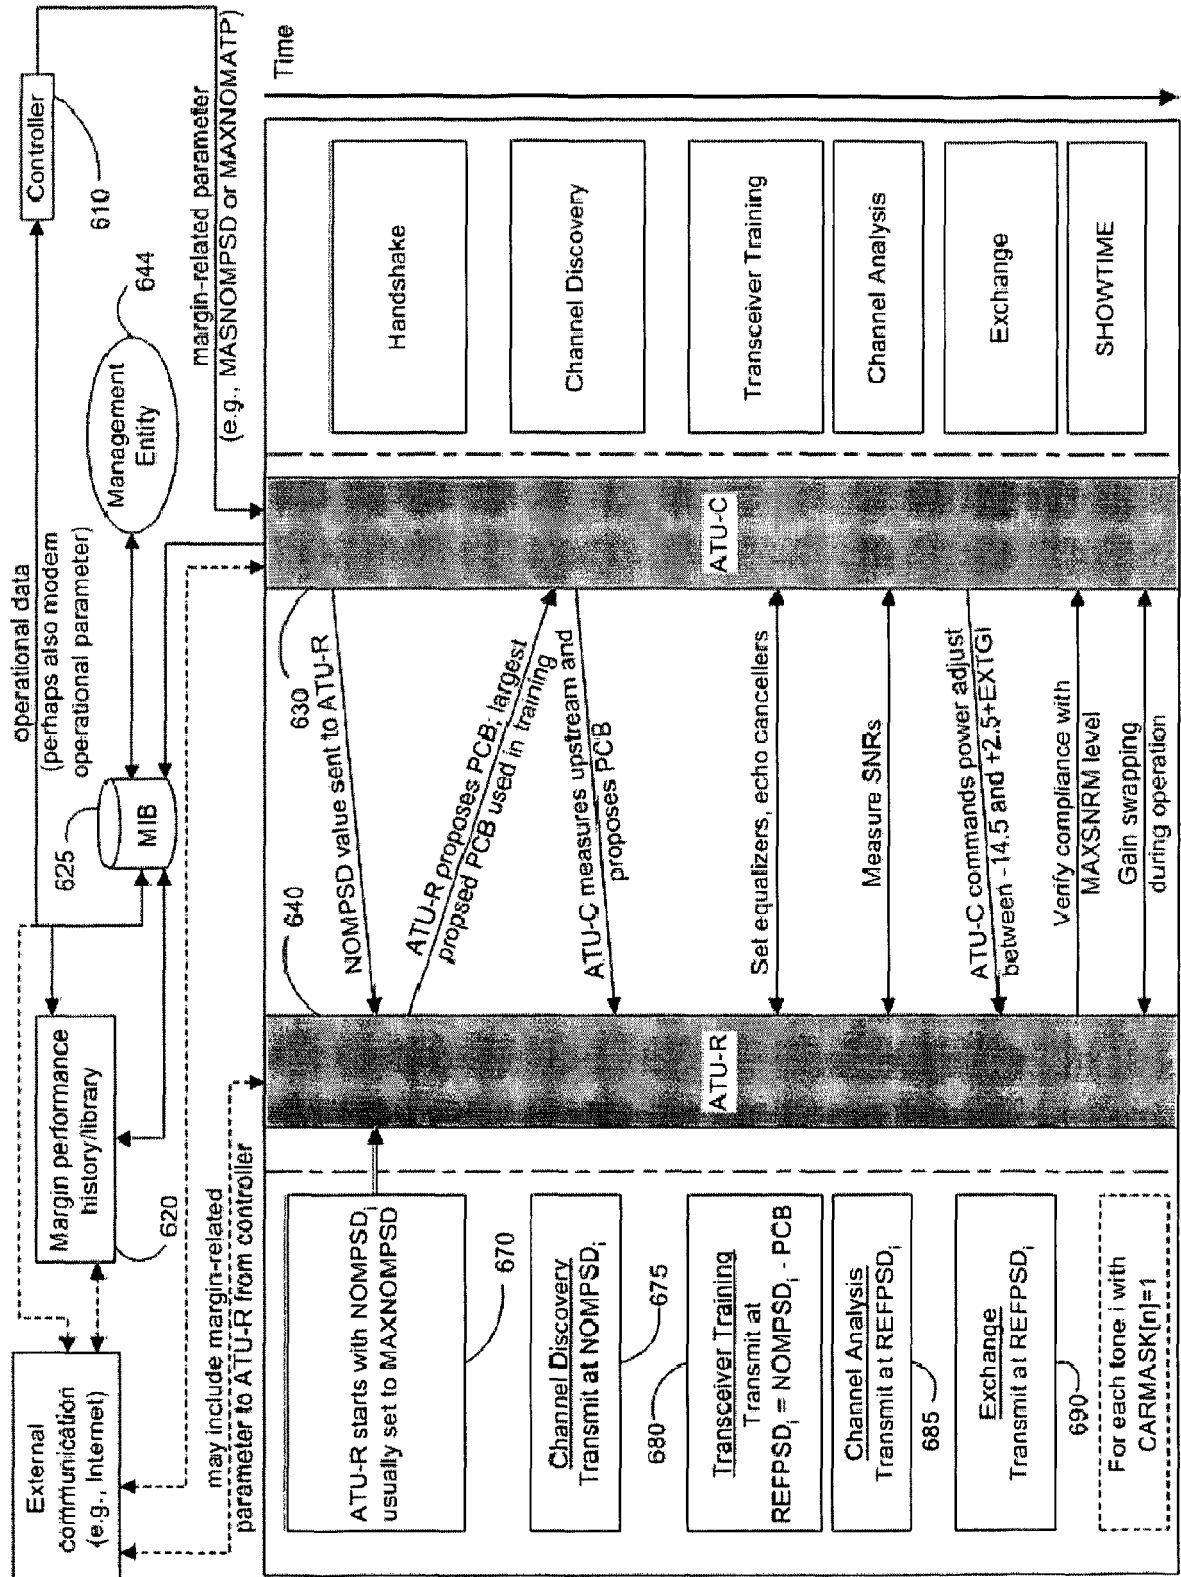 External
communication
(e.g., Internet)
Margin performance
history/library
620
MIB
625
operational data
(perhaps also modem
operational parameter)
Management
Entity
644
Controller
610
may include margin-related
parameter to ATU-R from controller
margin-related parameter
(e.g., MASNOMPSD or MAXNOMATP)
Time
ATU-R
640
ATU-C
630
ATU-R starts with NOMPSDi
usually set to MAXNOMPSD
670
NOMPSD value sent to ATU-R
Handshake
Channel Discovery
Transmit at NOMPSDi
675
ATU-R proposes PCB; largest
propsed PCB used in training
ATU-C measures upstream and
proposes PCB
Channel Discovery
Transceiver Training
Transmit at
REFPSDi = NOMPSDi - PCB
680
Set equalizers, echo cancellers
Transceiver Training
Channel Analysis
Transmit at REFPSDi
685
Measure SNRs
Channel Analysis
Exchange
Transmit at REFPSDi
690
ATU-C commands power adjust
between -14.5 and +2.5+EXTGI
Exchange
For each tone i with
CARMASK[n]=1
Verify compliance with
MAXSNRM level
Gain swapping
during operation
SHOWTIME